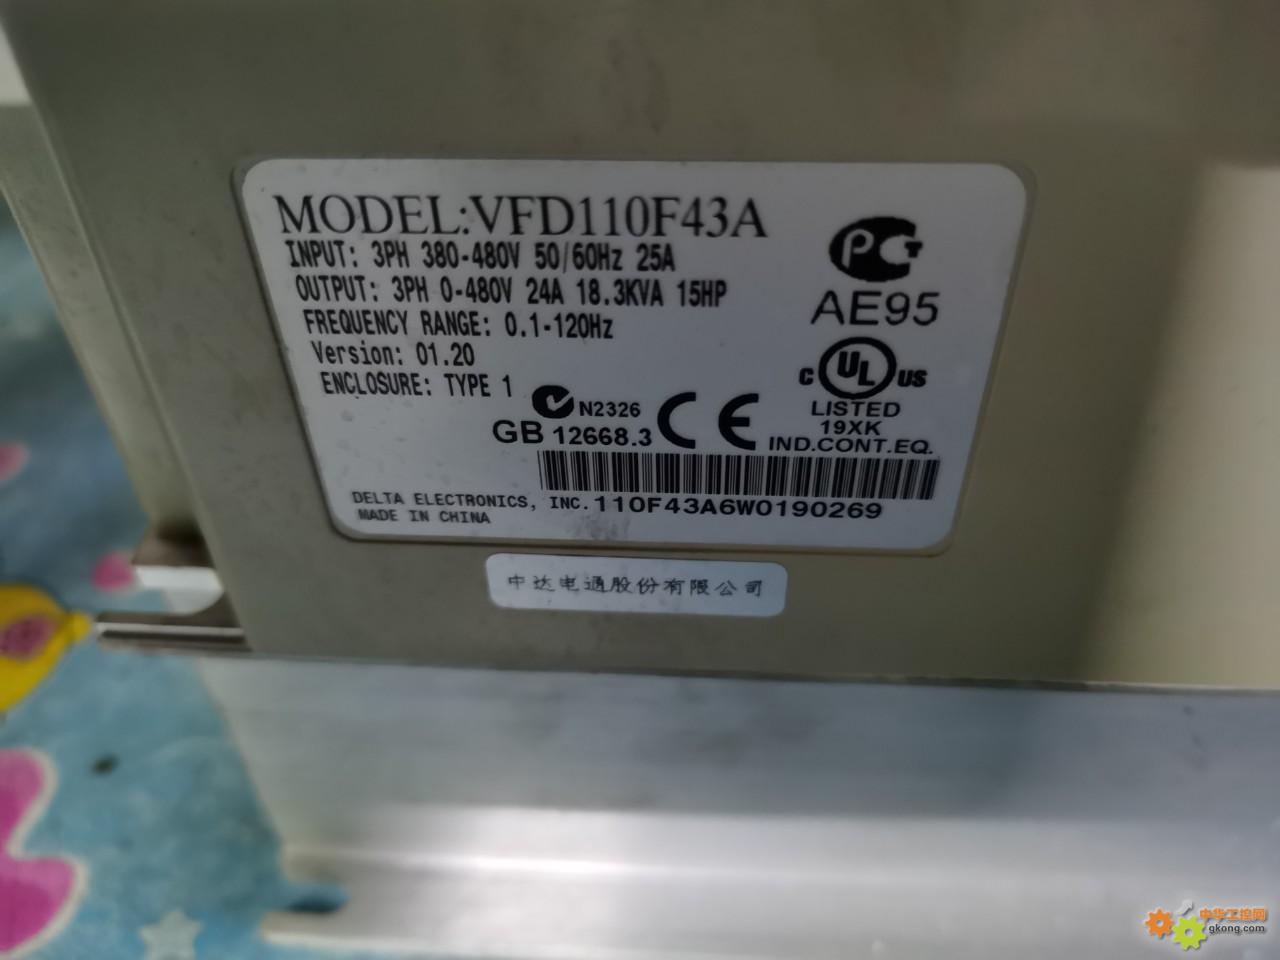 MODEL:VFD110F43A
INPUT: 3PH 380-480V 50/60Hz 25A
OUTPUT: 3PH 0-480V 24A 18.3KVA 15HP
FREQUENCY RANGE: 0.1-120Hz
Version: 01.20
ENCLOSURE: TYPE 1
PCT
AE95
C UL US
LISTED
19XK
IND.CONT.EQ.
N2326
GB 12668.3
CE
DELTA ELECTRONICS, INC.
MADE IN CHINA
110F43A6W0190269
中达电通股份有限公司
中华工控网
gkong.com